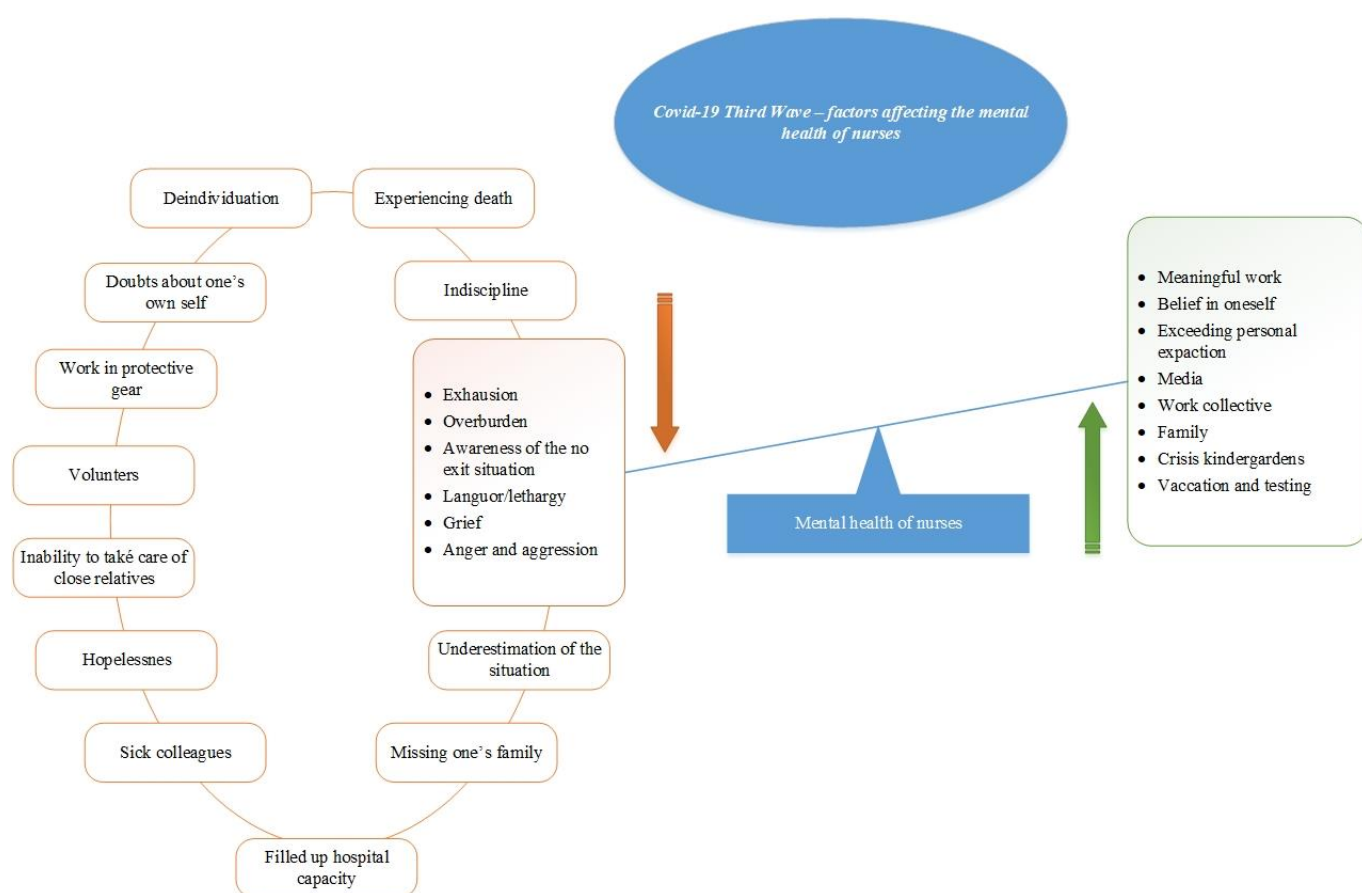 Covid-19 Third Wave – factors affecting the mental
health of nurses
Deindividuation
Experiencing death
Doubts about one’s
own self
Indiscipline
Work in protective
gear
• Exhausion
• Overburden
• Awareness of the no
exit situation
• Languor/lethargy
• Grief
• Anger and aggression
Volunters
Inability to také care of
close relatives
Hopelessnes
Underestimation of the
situation
Sick colleagues
Missing one’s family
Filled up hospital
capacity
Mental health of nurses
• Meaningful work
• Belief in oneself
• Exceeding personal
expaction
• Media
• Work collective
• Family
• Crisis kindergardens
• Vaccation and testing